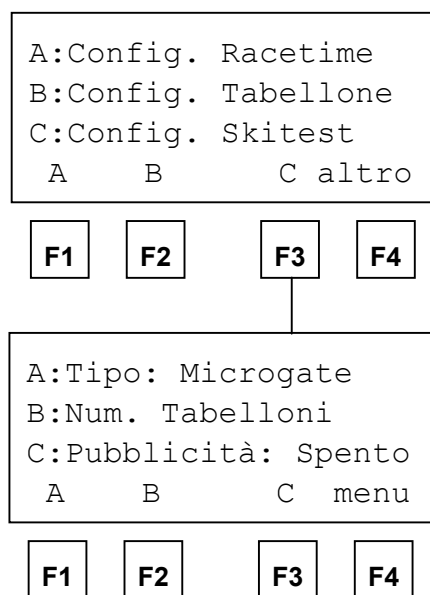 A:Config. Racetime
B:Config. Tabellone
C:Config. Skitest
A B C altro
F1 F2 F3 F4
A:Tipo: Microgate
B:Num. Tabelloni
C:Pubblicità: Spento
A B C menu
F1 F2 F3 F4